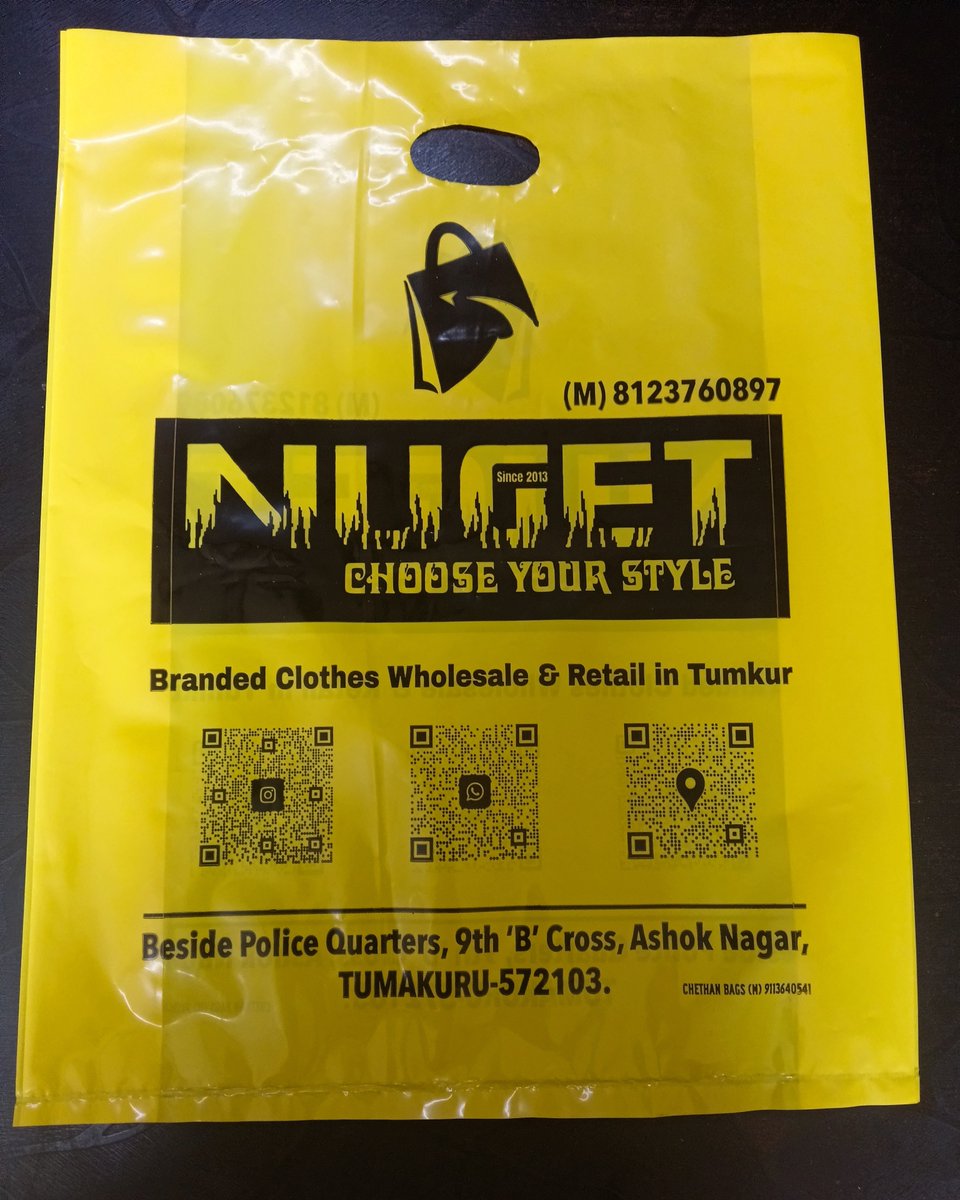 (M) 8123760897
NUGET
Since 2013
CHOOSE YOUR STYLE
Branded Clothes Wholesale & Retail in Tumkur
Beside Police Quarters, 9th ‘B’ Cross, Ashok Nagar,
TUMAKURU-572103.
CHETHAN BAGS (M) 9113640541